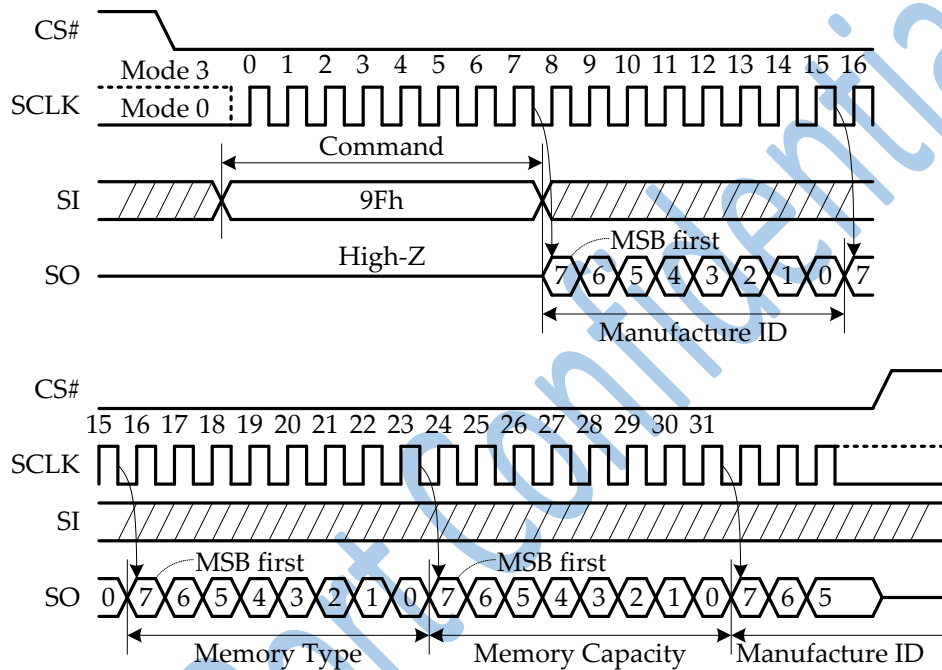 CS#
0 1 2 3 4 5 6 7 8 9 10 11 12 13 14 15 16
Mode 3
SCLK
Mode 0
Command
SI
9Fh
High-Z
MSB first
SO
7 6 5 4 3 2 1 0 7
Manufacture ID
CS#
15 16 17 18 19 20 21 22 23 24 25 26 27 28 29 30 31
SCLK
SI
MSB first
MSB first
SO
0 7 6 5 4 3 2 1 0 7 6 5 4 3 2 1 0 7 6 5
Memory Type
Memory Capacity
Manufacture ID
Confidential